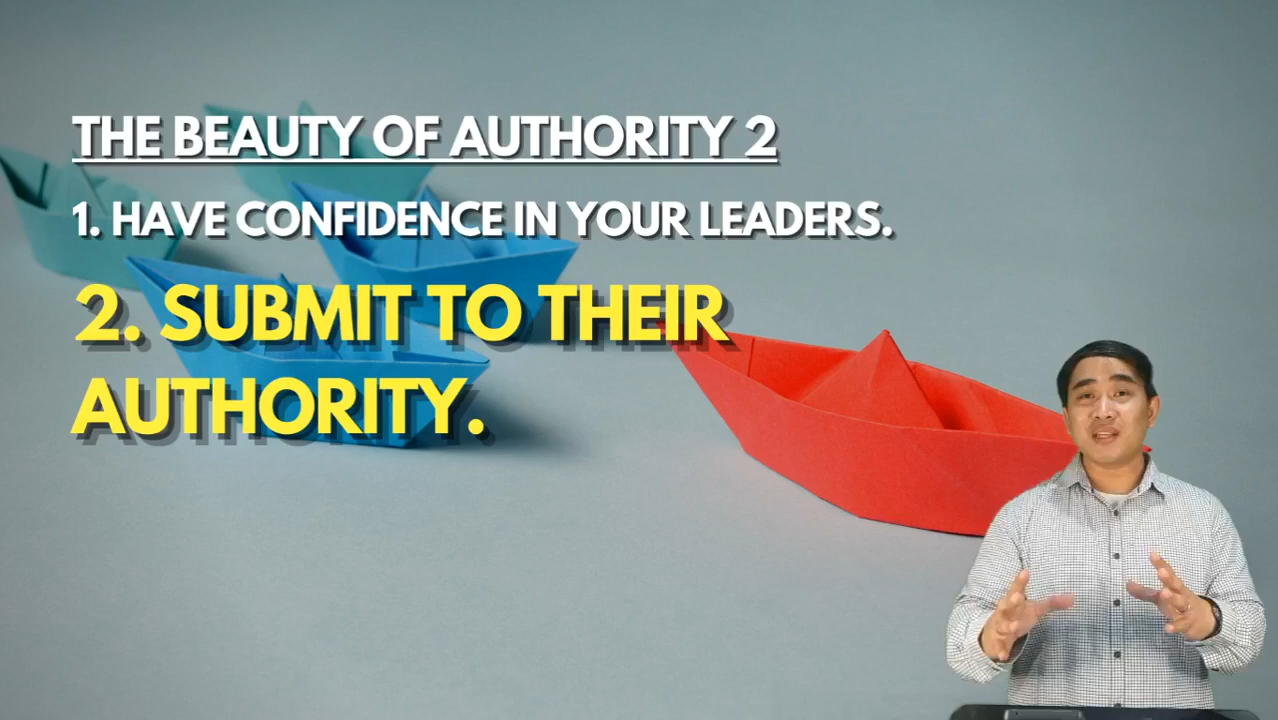 THE BEAUTY OF AUTHORITY 2
1. HAVE CONFIDENCE IN YOUR LEADERS.
2. SUBMIT TO THEIR
AUTHORITY.